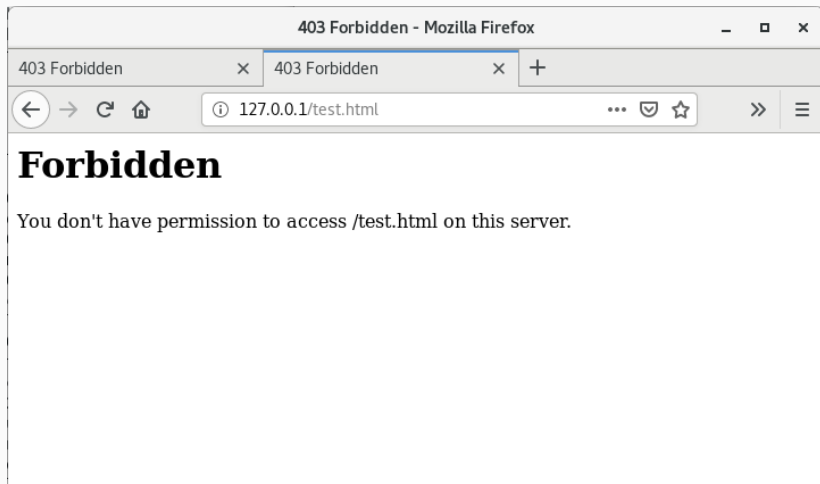 403 Forbidden - Mozilla Firefox
403 Forbidden
403 Forbidden
127.0.0.1/test.html
Forbidden
You don't have permission to access /test.html on this server.